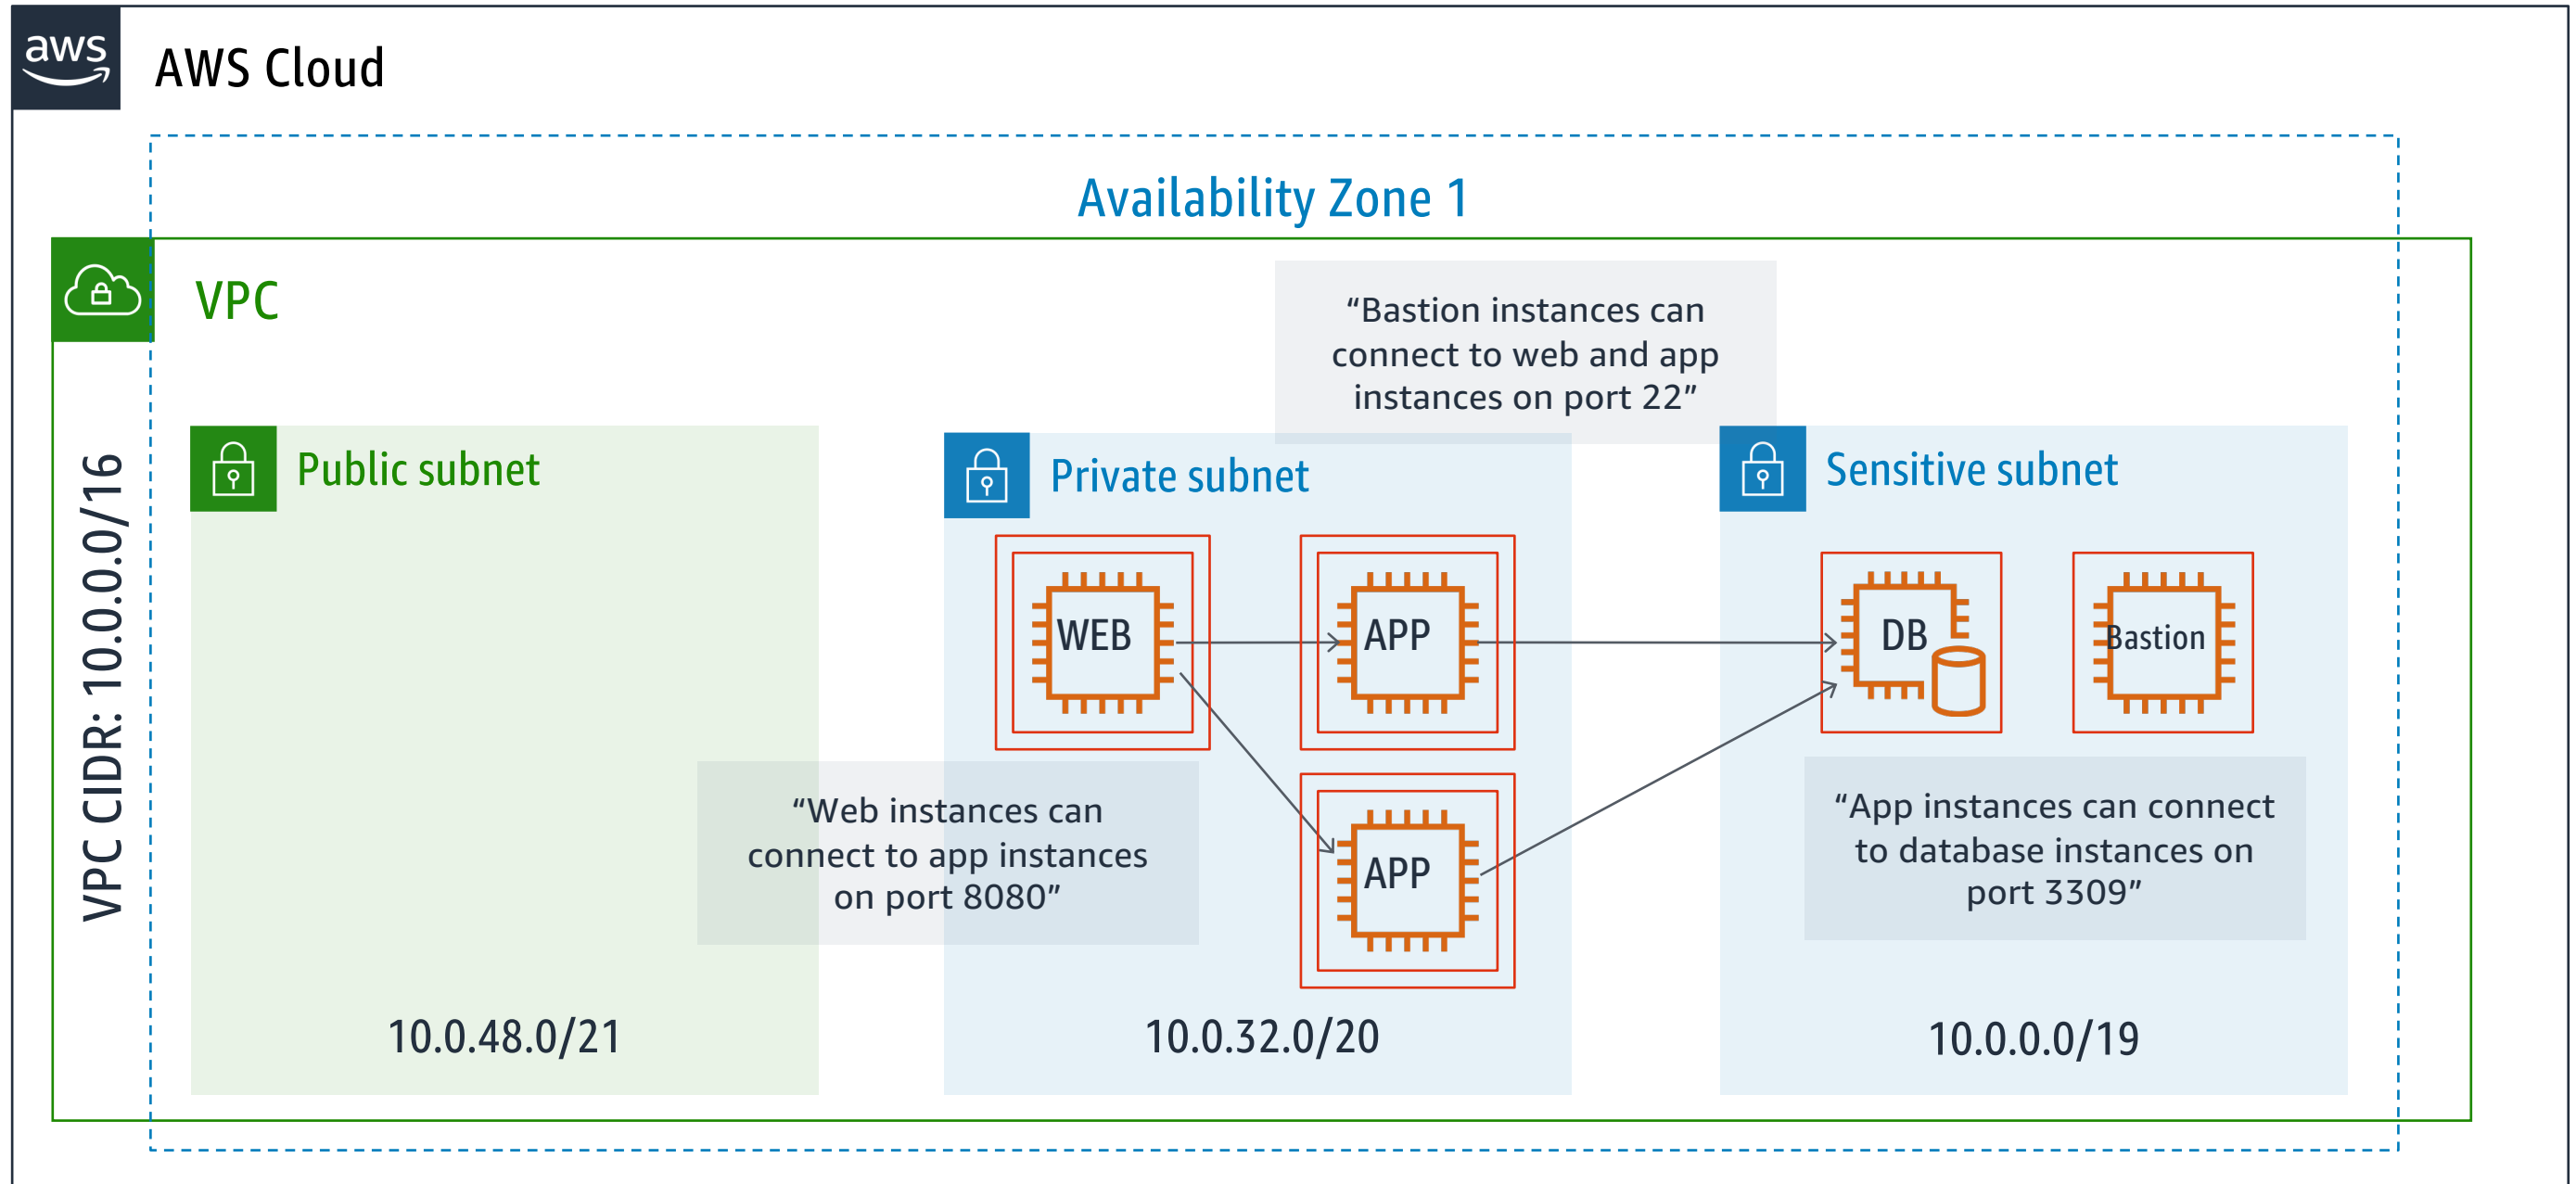 aws
AWS Cloud
Availability Zone 1
VPC
VPC CIDR: 10.0.0.0/16
“Bastion instances can
connect to web and app
instances on port 22”
Public subnet
Private subnet
Sensitive subnet
WEB
APP
DB
Bastion
“Web instances can
connect to app instances
on port 8080”
APP
“App instances can connect
to database instances on
port 3309”
10.0.48.0/21
10.0.32.0/20
10.0.0.0/19